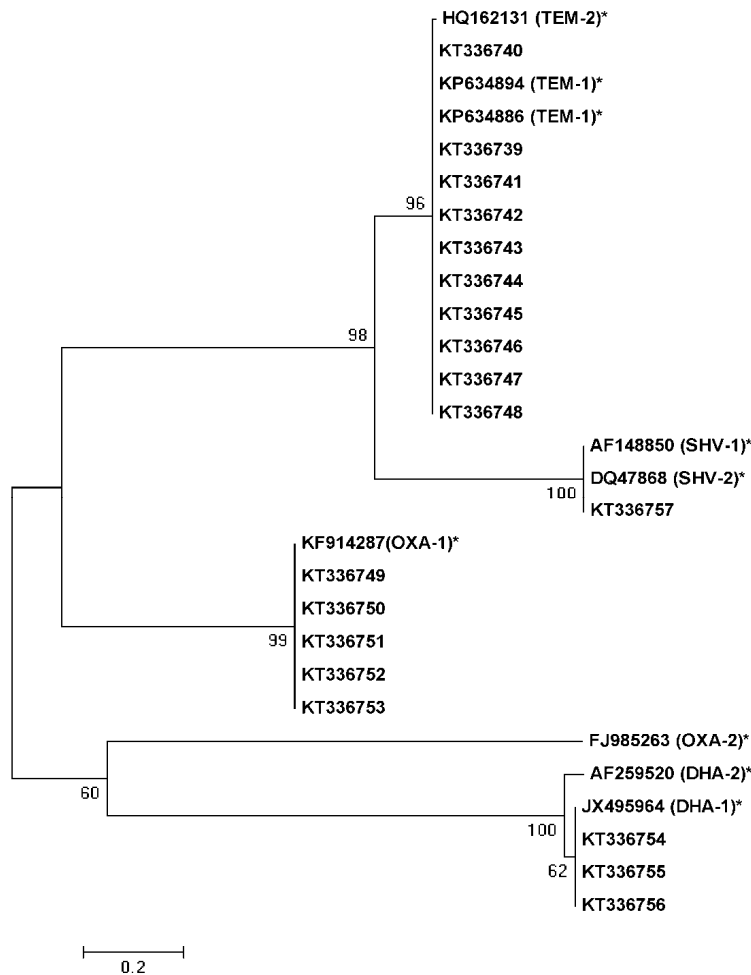 HQ162131 (TEM-2)*
KT336740
KP634894 (TEM-1)*
KP634886 (TEM-1)*
KT336739
KT336741
96
KT336742
KT336743
KT336744
KT336745
98
KT336746
KT336747
KT336748
AF148850 (SHV-1)*
DQ47868 (SHV-2)*
100
KT336757
KF914287(OXA-1)*
KT336749
KT336750
99
KT336751
KT336752
KT336753
FJ985263 (OXA-2)*
60
AF259520 (DHA-2)*
JX495964 (DHA-1)*
100
KT336754
62
KT336755
KT336756
0.2